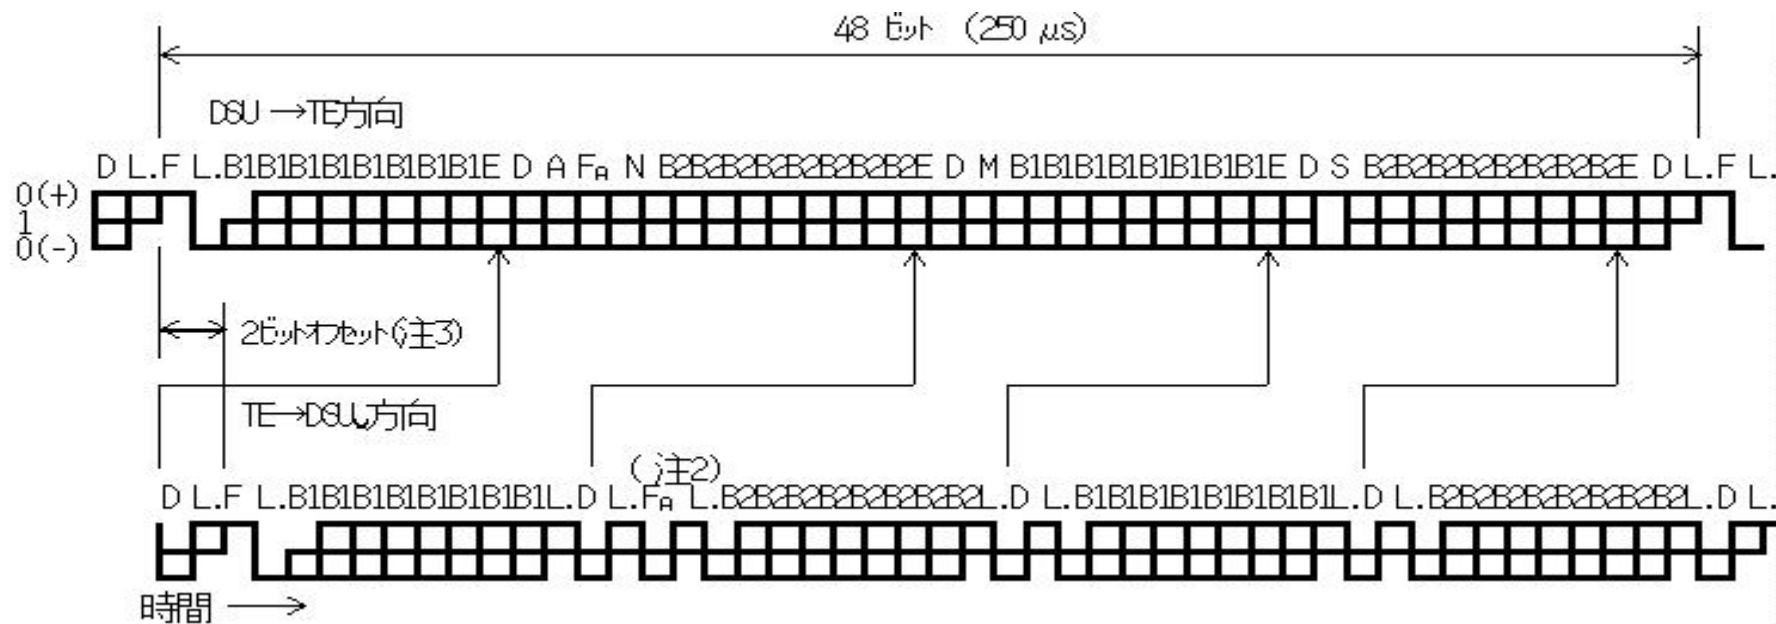 48 ビット (250 μs)
DSU →TE方向
D L.F L.B1B1B1B1B1B1B1B1E D A FA N B2B2B2B2B2B2B2B2E D M B1B1B1B1B1B1B1B1E D S B2B2B2B2B2B2B2B2E D L.F L.
0(+)
1
0(-)
2ビットオフセット(注3)
TE→DSU方向
(注2)
D L.F L.B1B1B1B1B1B1B1B1L.D L.FA L.B2B2B2B2B2B2B2B2L.D L.B1B1B1B1B1B1B1B1L.D L.B2B2B2B2B2B2B2B2L.D L.
時間 →